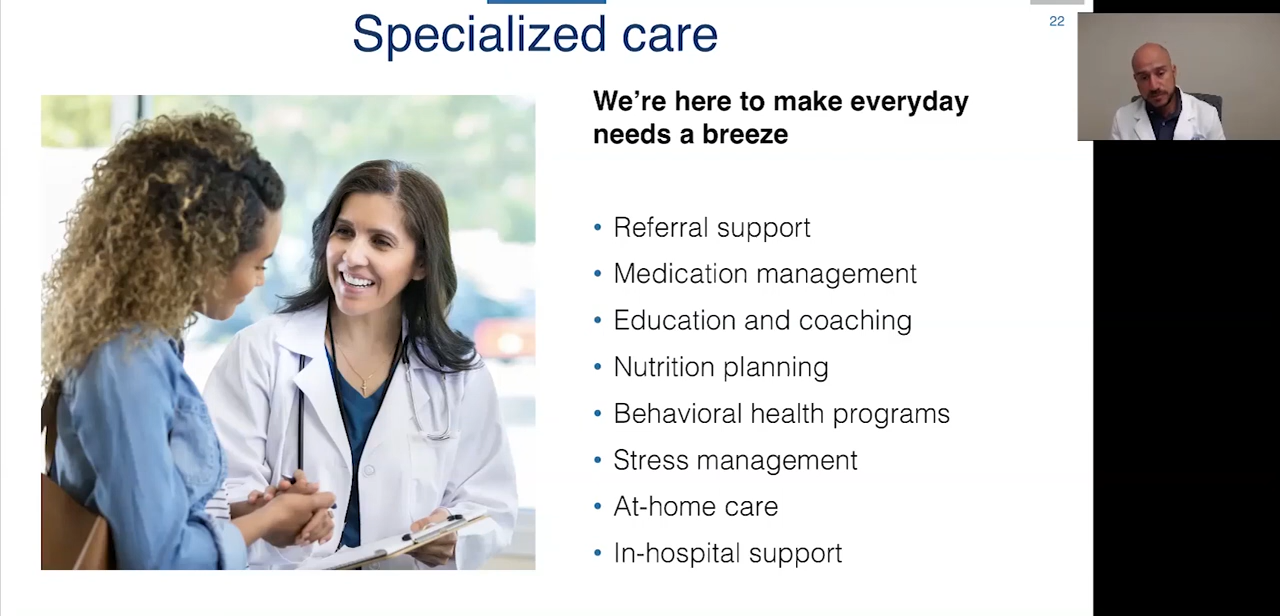 Specialized care
22
We're here to make everyday
needs a breeze
• Referral support
• Medication management
• Education and coaching
• Nutrition planning
• Behavioral health programs
• Stress management
• At-home care
• In-hospital support